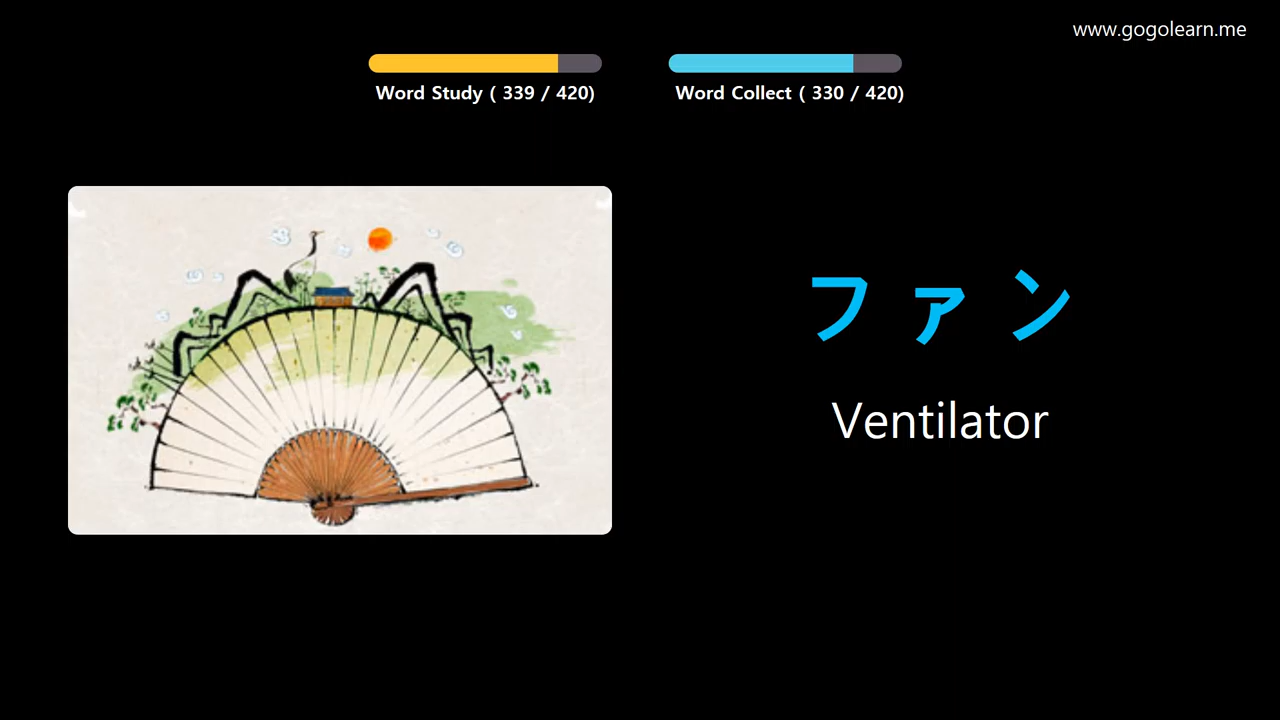 www.gogolearn.me
Word Study ( 339 / 420)
Word Collect ( 330 / 420)
ファン
Ventilator